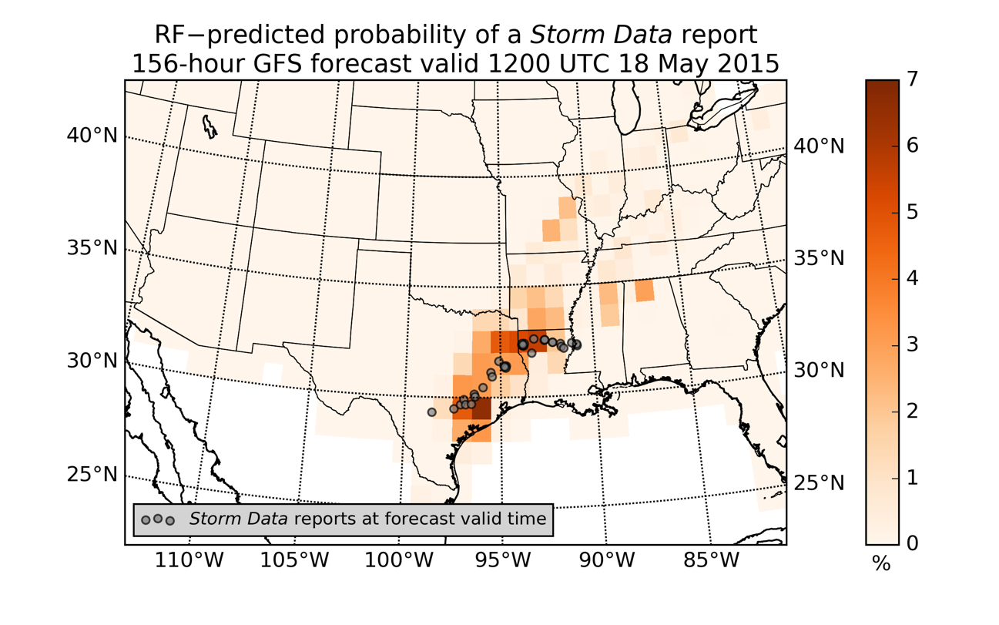 RF−predicted probability of a Storm Data report
156-hour GFS forecast valid 1200 UTC 18 May 2015
7
6
5
4
3
2
1
0
%
40°N
35°N
30°N
25°N
40°N
35°N
30°N
25°N
Storm Data reports at forecast valid time
110°W 105°W 100°W 95°W 90°W 85°W